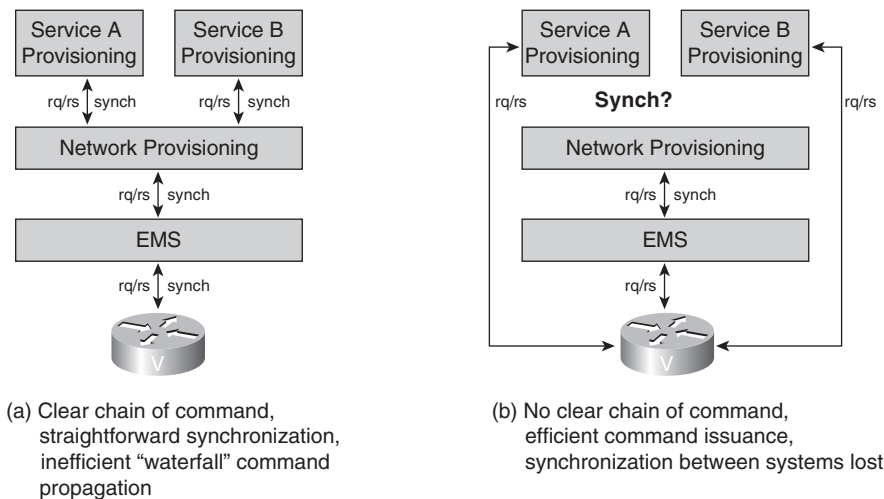 Service A
Provisioning
Service B
Provisioning
rq/rs
synch
rq/rs
synch
Network Provisioning
rq/rs
synch
EMS
rq/rs
synch
V
(a) Clear chain of command,
straightforward synchronization,
inefficient “waterfall” command
propagation
Service A
Provisioning
Service B
Provisioning
rq/rs
Synch?
rq/rs
Network Provisioning
rq/rs
synch
EMS
rq/rs
V
(b) No clear chain of command,
efficient command issuance,
synchronization between systems lost